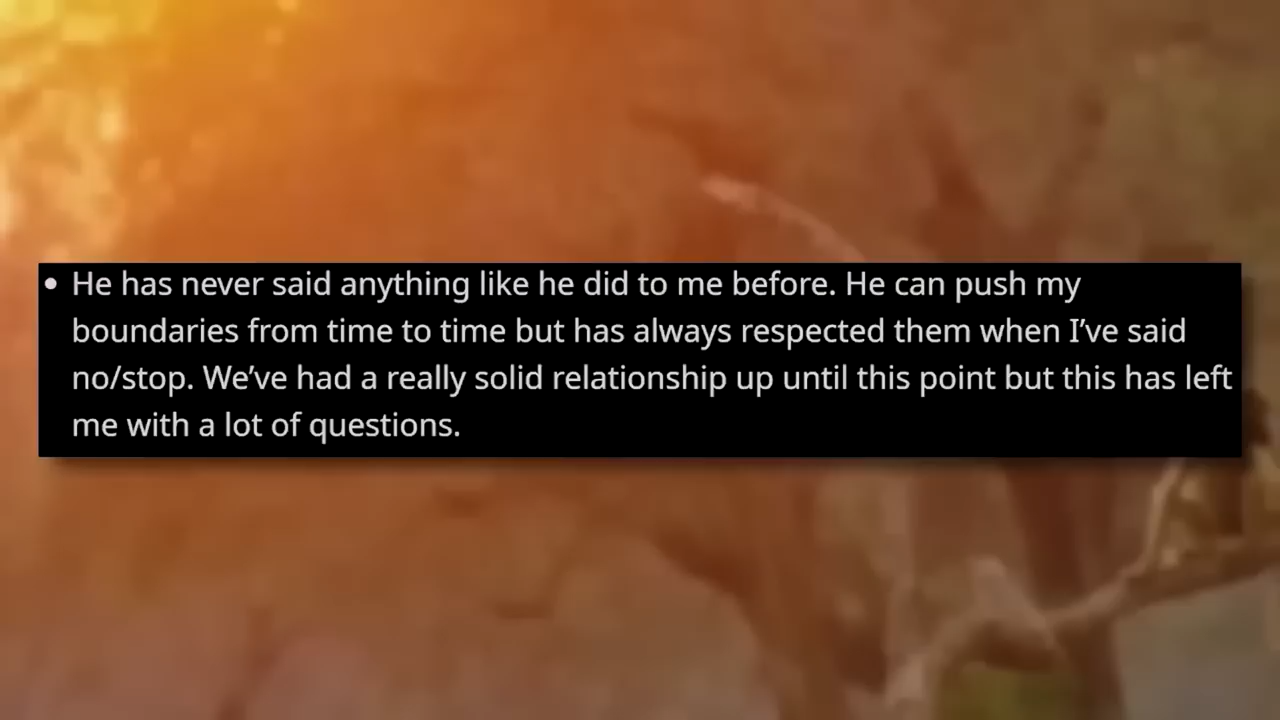 • He has never said anything like he did to me before. He can push my
boundaries from time to time but has always respected them when I’ve said
no/stop. We’ve had a really solid relationship up until this point but this has left
me with a lot of questions.